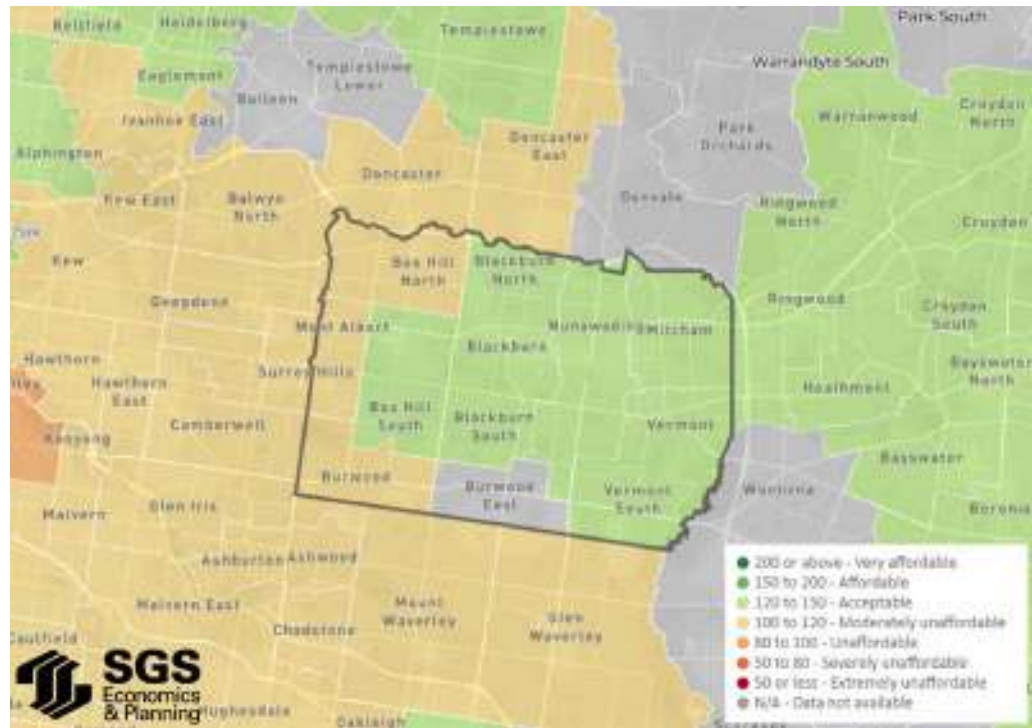 Park South
Bellfield
Heidelberg
Templestowe
Warrandyte South
Eaglemont
Templestowe
Lower
Bulleen
Croydon
North
Warranwood
Ivanhoe East
Park
Orchards
Doncaster
East
Alphington
Doncaster
Donvale
Kew East
Balwyn
North
Ringwood
North
Croydon
Kew
Box Hill
North
Blackburn
North
Deepdene
Ringwood
Croydon
South
Mont Albert
Nunawading
Mitcham
Blackburn
Hawthorn
Surrey Hills
Bayswater
North
Hawthorn
East
Heathmont
Box Hill
South
Blackburn
South
Camberwell
Vermont
Kooyong
Bayswater
Burwood
Burwood
East
Vermont
South
Wantirna
Malvern
Glen Iris
Boronia
Ashburton
Ashwood
Malvern East
Mount
Waverley
Glen
Waverley
Chadstone
Caulfield
Hughesdale
Oakleigh
200 or above - Very affordable
150 to 200 - Affordable
120 to 150 - Acceptable
100 to 120 - Moderately unaffordable
80 to 100 - Unaffordable
50 to 80 - Severely unaffordable
50 or less - Extremely unaffordable
N/A - Data not available
SGS
Economics
& Planning